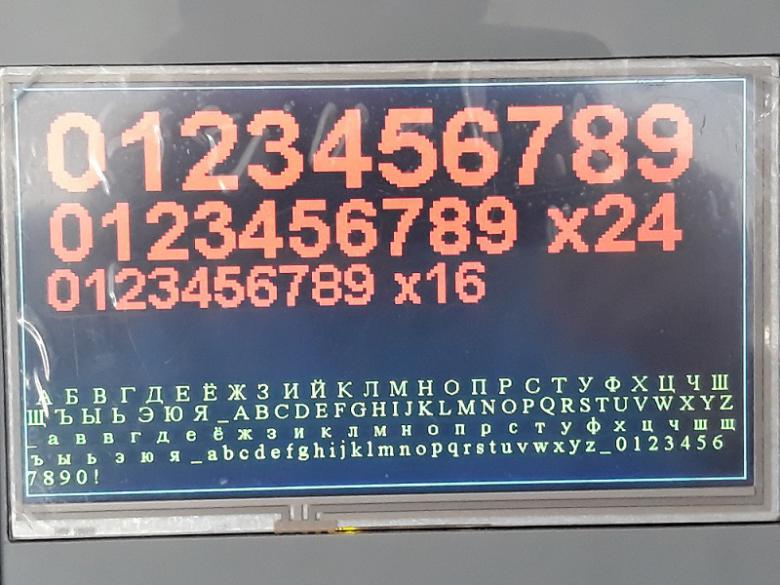 0123456789
0123456789 x24
0123456789 x16
А Б В Г Д Е Ё Ж З И Й К Л М Н О П Р С Т У Ф Х Ц Ч Ш
Щ Ъ Ы Ь Э Ю Я _ A B C D E F G H I J K L M N O P Q R S T U V W X Y Z
_ а в в г д е ё ж з и к л м н о п р с т у ф х ц ч ш щ
ъ ы ь э ю я _ a b c d e f g h i j k l m n o p q r s t u v w x y z _ 0 1 2 3 4 5 6
7 8 9 0 !